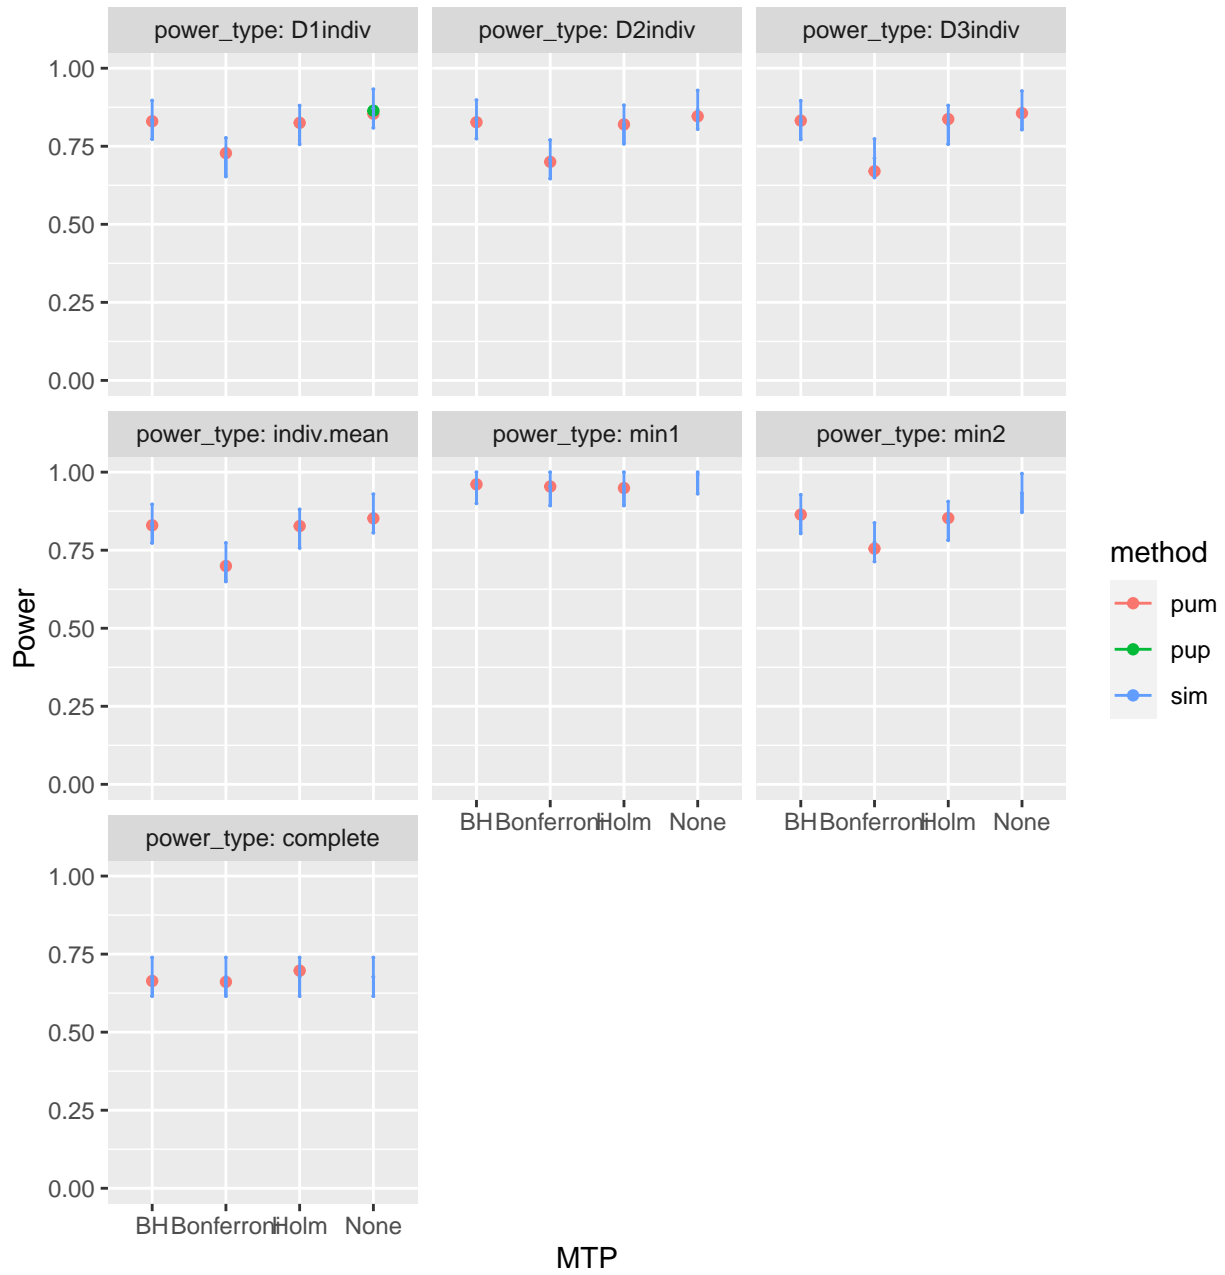 power_type: D1indiv
power_type: D2indiv
power_type: D3indiv
1.00
0.75
0.50
0.25
0.00
power_type: indiv.mean
power_type: min1
power_type: min2
1.00
0.75
0.50
0.25
0.00
BH Bonferroni Holm None
BH Bonferroni Holm None
power_type: complete
1.00
0.75
0.50
0.25
0.00
BH Bonferroni Holm None
MTP
Power
method
pum
pup
sim